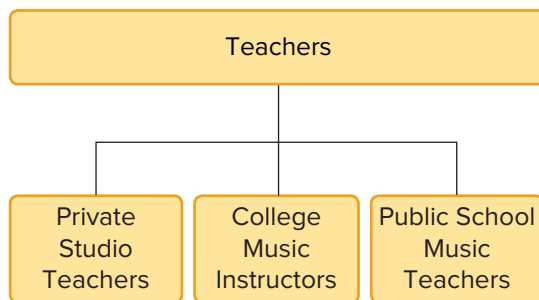 Teachers
Private
Studio
Teachers
College
Music
Instructors
Public School
Music
Teachers